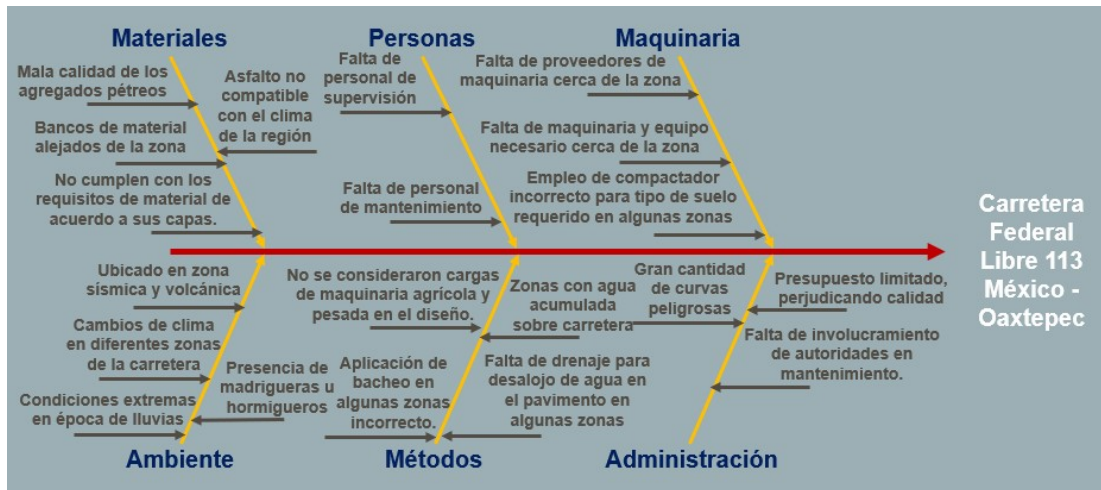 Materiales
Mala calidad de los
agregados pétreos
Asfalto no
compatible
con el clima
de la región
Bancos de material
alejados de la zona
No cumplen con los
requisitos de material de
acuerdo a sus capas.
Personas
Falta de
personal de
supervisión
Falta de personal
de mantenimiento
Maquinaria
Falta de proveedores de
maquinaria cerca de la zona
Falta de maquinaria y equipo
necesario cerca de la zona
Empleo de compactador
incorrecto para tipo de suelo
requerido en algunas zonas
Carretera
Federal
Libre 113
México -
Oaxtepec
Ubicado en zona
sísmica y volcánica
Cambios de clima
en diferentes zonas
de la carretera
Presencia de
madrigueras u
hormigueros
Condiciones extremas
en época de lluvias
Ambiente
No se consideraron cargas
de maquinaria agrícola y
pesada en el diseño.
Zonas con agua
acumulada
sobre carretera
Aplicación de
bacheo en
algunas zonas
incorrecto.
Falta de drenaje para
desalojo de agua en
el pavimento en
algunas zonas
Métodos
Gran cantidad
de curvas
peligrosas
Presupuesto limitado,
perjudicando calidad
Falta de involucramiento
de autoridades en
mantenimiento.
Administración